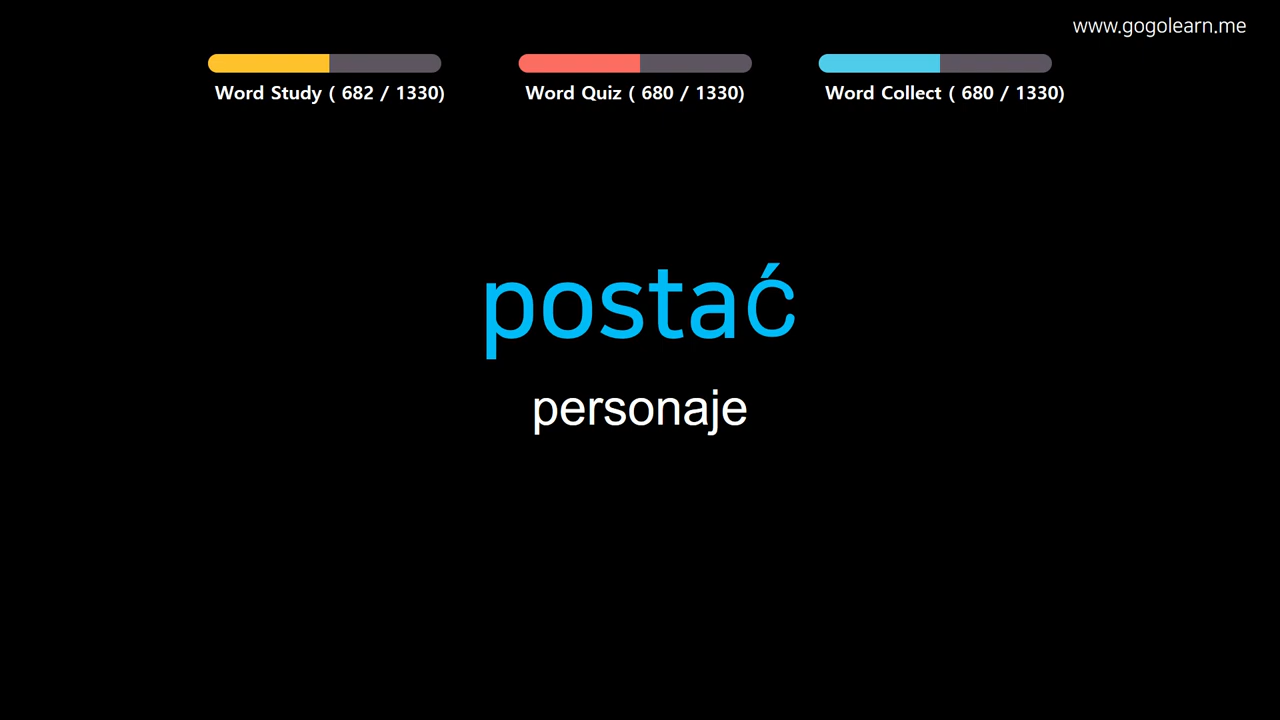 www.gogolearn.me
Word Study ( 682 / 1330)
Word Quiz ( 680 / 1330)
Word Collect ( 680 / 1330)
postać
personaje